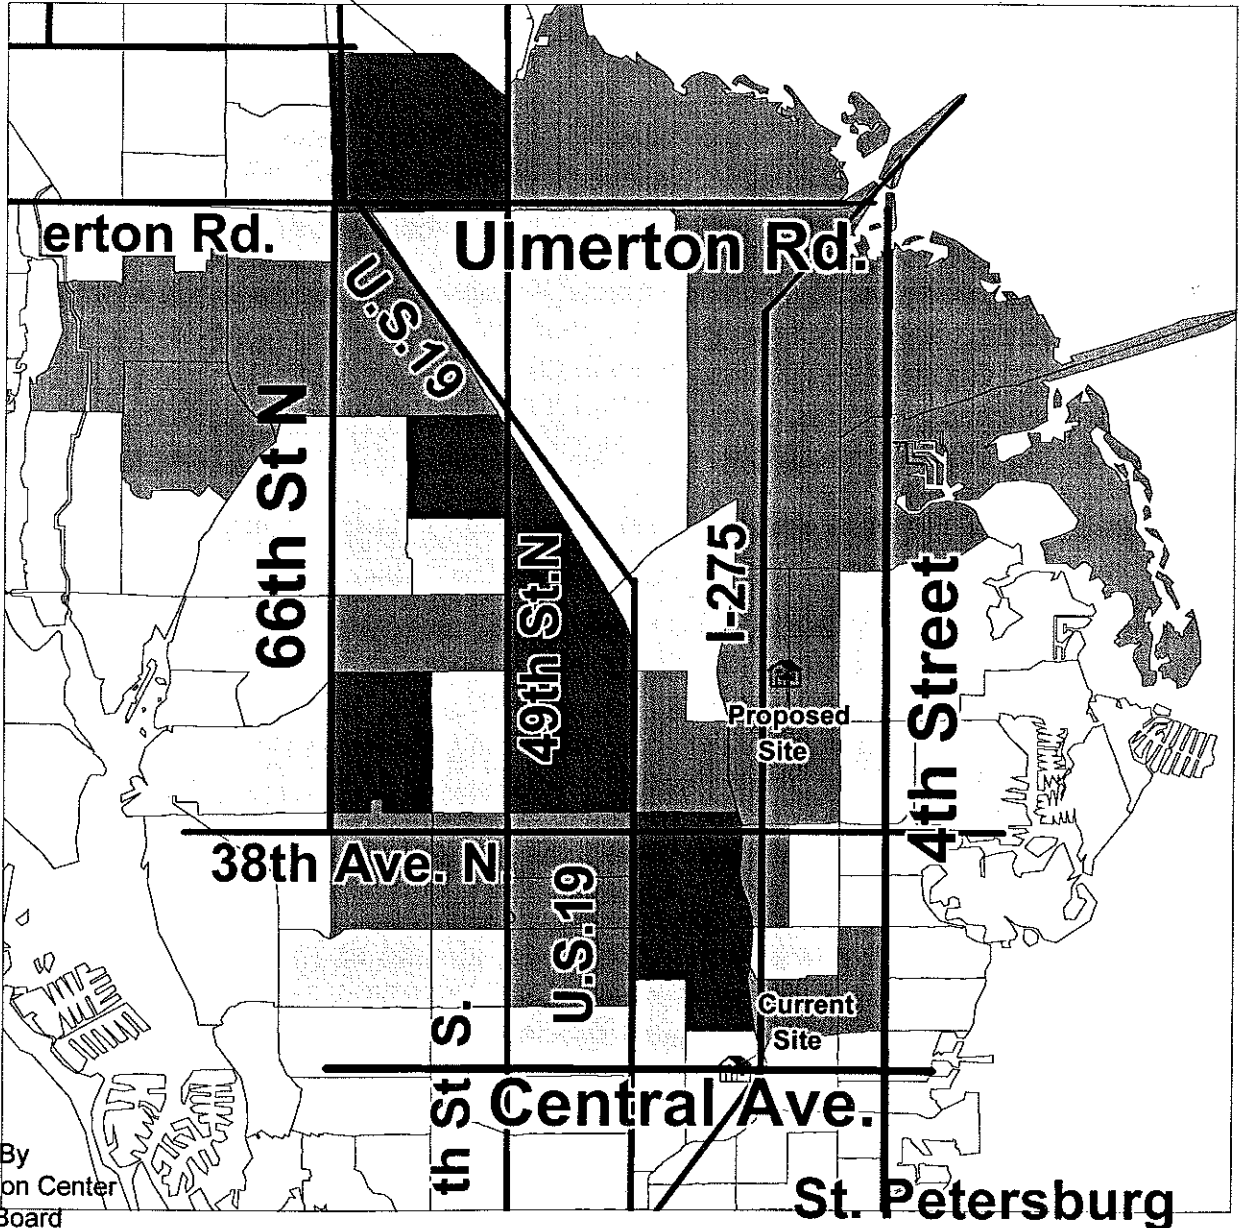 erton Rd.
Ulmerton Rd.
U.S.19
66th St N
49th St.N
I-275
4th Street
Proposed
Site
38th Ave. N.
U.S.19
Current
Site
th St S.
Central Ave.
By
on Center
Board
St. Petersburg